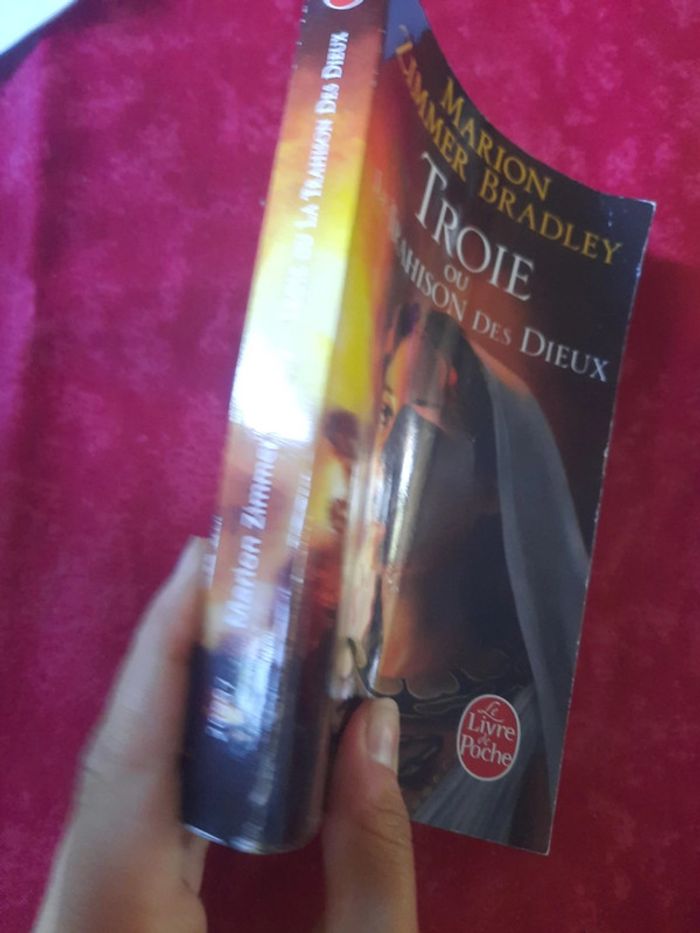 MARION
ZIMMER BRADLEY
TROIE
OU
TRAHISON DES DIEUX
Le
Livre
de
Poche
OU LA TRAHISON DES DIEUX
Marion Zimmer